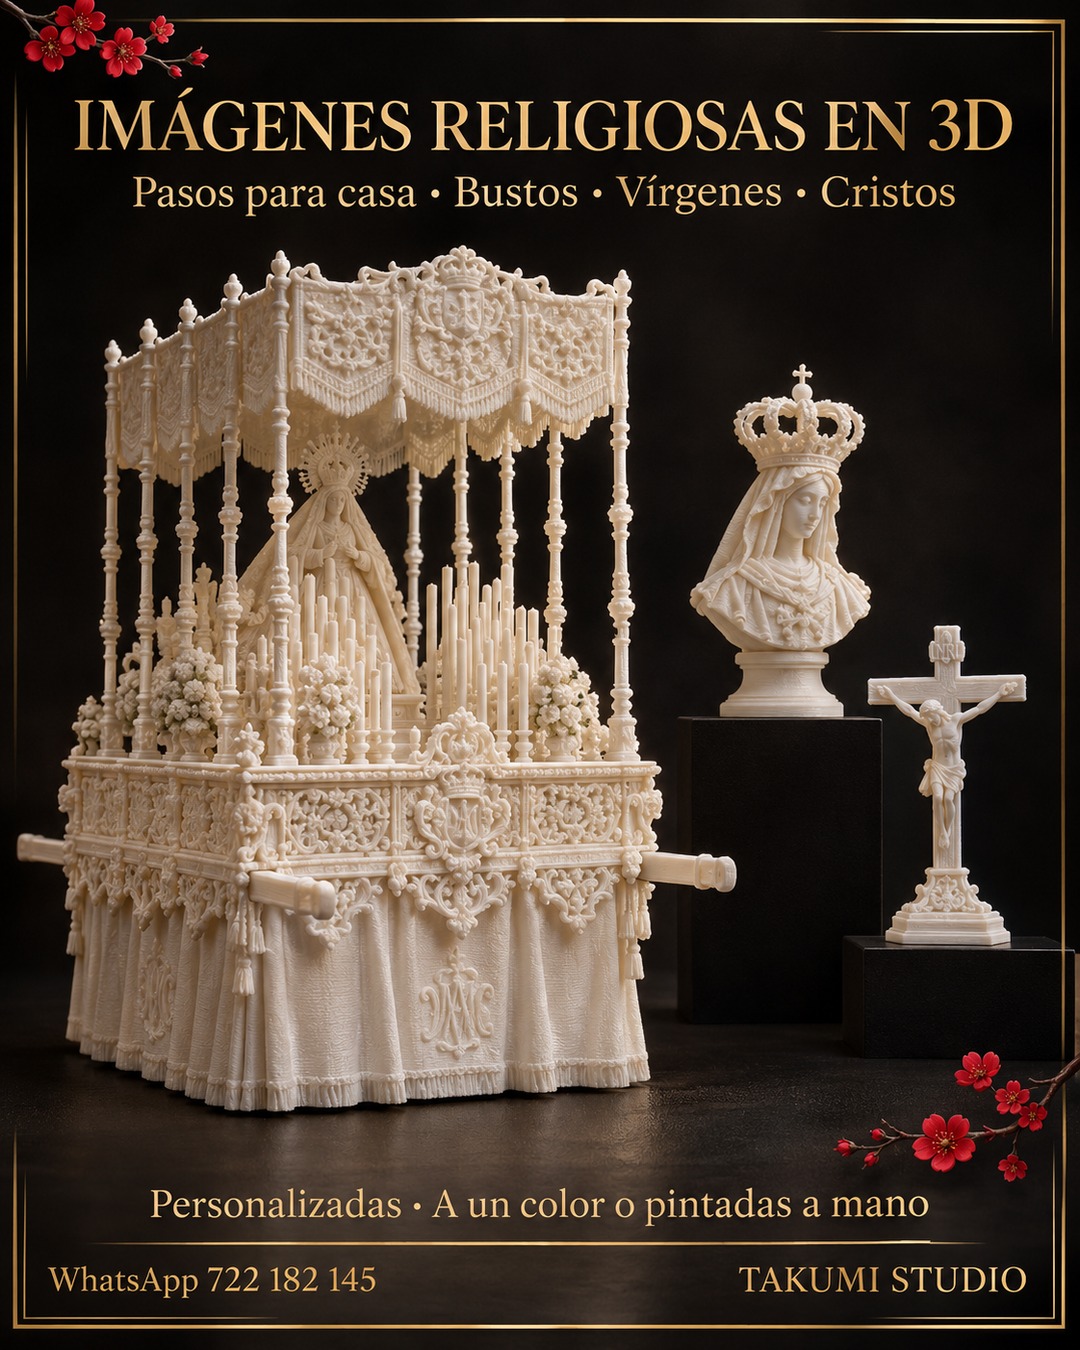 IMÁGENES RELIGIOSAS EN 3D
Pasos para casa • Bustos • Vírgenes • Cristos
INRI
Personalizadas • A un color o pintadas a mano
WhatsApp 722 182 145
TAKUMI STUDIO